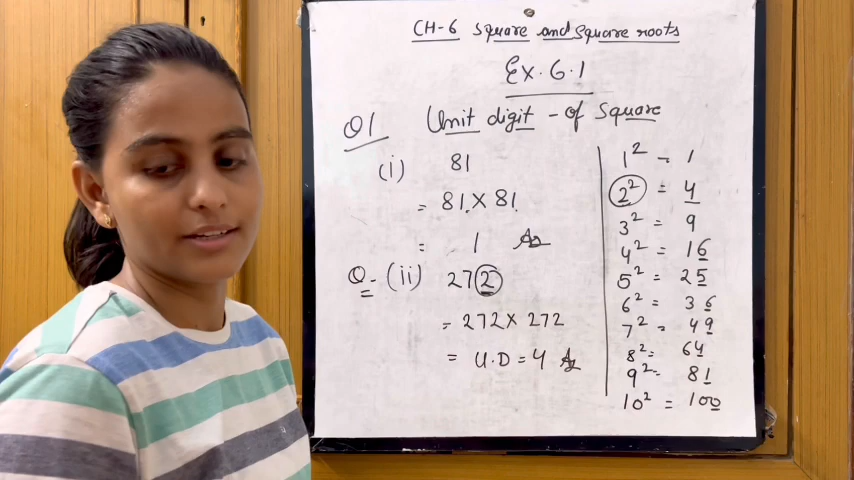 CH-6 Square and Square roots
Ex. 6.1
Q1 Unit digit - of Square
(i) 81
= 81 × 81
= 1 Ans
Q- (ii) 272
= 272 × 272
= U.D = 4 Ans
1² = 1
2² = 4
3² = 9
4² = 16
5² = 25
6² = 36
7² = 49
8² = 64
9² = 81
10² = 100